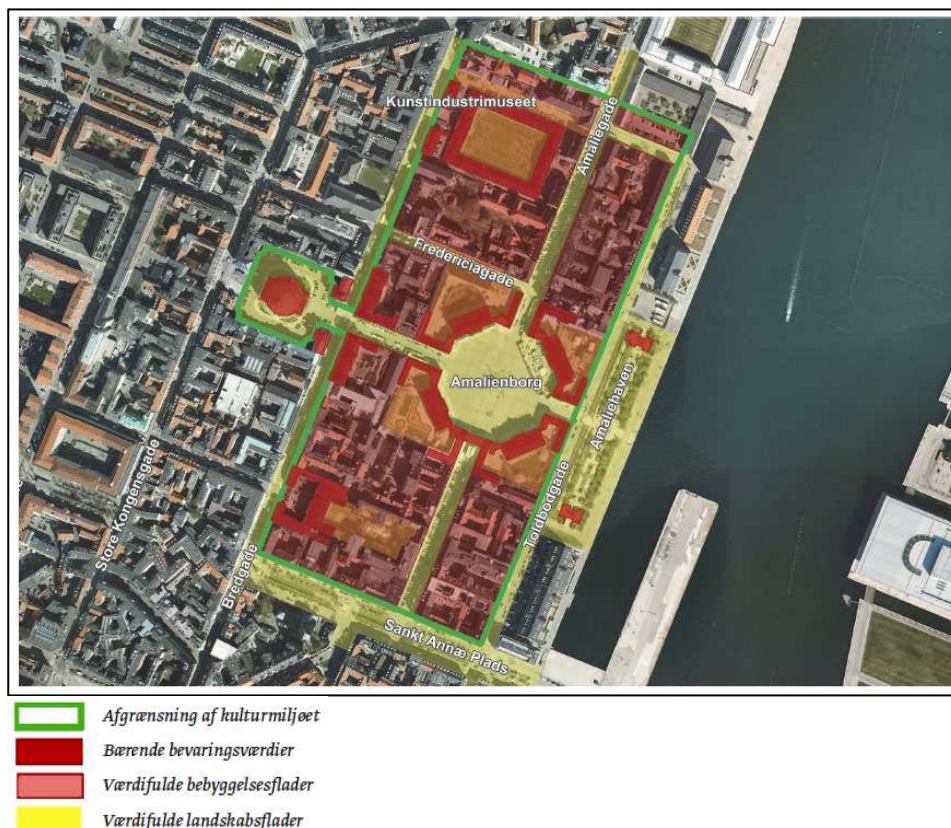 Kunstindustrimuseet
Amaliegade
Fredericiagade
Amalienborg
Amaliehaven
Toldbodgade
Store Kongensgade
Bredgade
Sankt Annæ Plads
Afgrænsning af kulturmiljøet
Bærende bevaringsværdier
Værdifulde bebyggelsesflader
Værdifulde landskabsflader